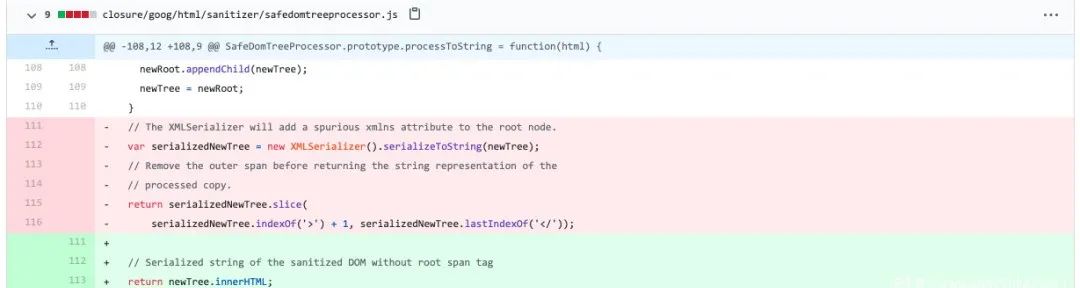 9 closure/goog/html/sanitizer/safedomtreeprocessor.js
@@ -108,12 +108,9 @@ SafeDomTreeProcessor.prototype.processToString = function(html) {
108 108 newRoot.appendChild(newTree);
109 109 newTree = newRoot;
110 110 }
111 - // The XMLSerializer will add a spurious xmlns attribute to the root node.
112 - var serializedNewTree = new XMLSerializer().serializeToString(newTree);
113 - // Remove the outer span before returning the string representation of the
114 - // processed copy.
115 - return serializedNewTree.slice(
116 - serializedNewTree.indexOf('>') + 1, serializedNewTree.lastIndexOf('</'));
111 +
112 + // Serialized string of the sanitized DOM without root span tag
113 + return newTree.innerHTML;